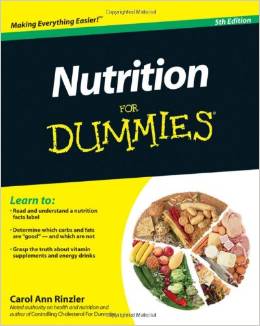 Making Everything Easier!™
5th Edition
Nutrition
FOR
DUMMIES®
Learn to:
• Read and understand a nutrition
facts label
• Determine which carbs and fats
are "good" — and which are not
• Grasp the truth about vitamin
supplements and energy drinks
Carol Ann Rinzler
Noted authority on health and nutrition and
author of Controlling Cholesterol For Dummies